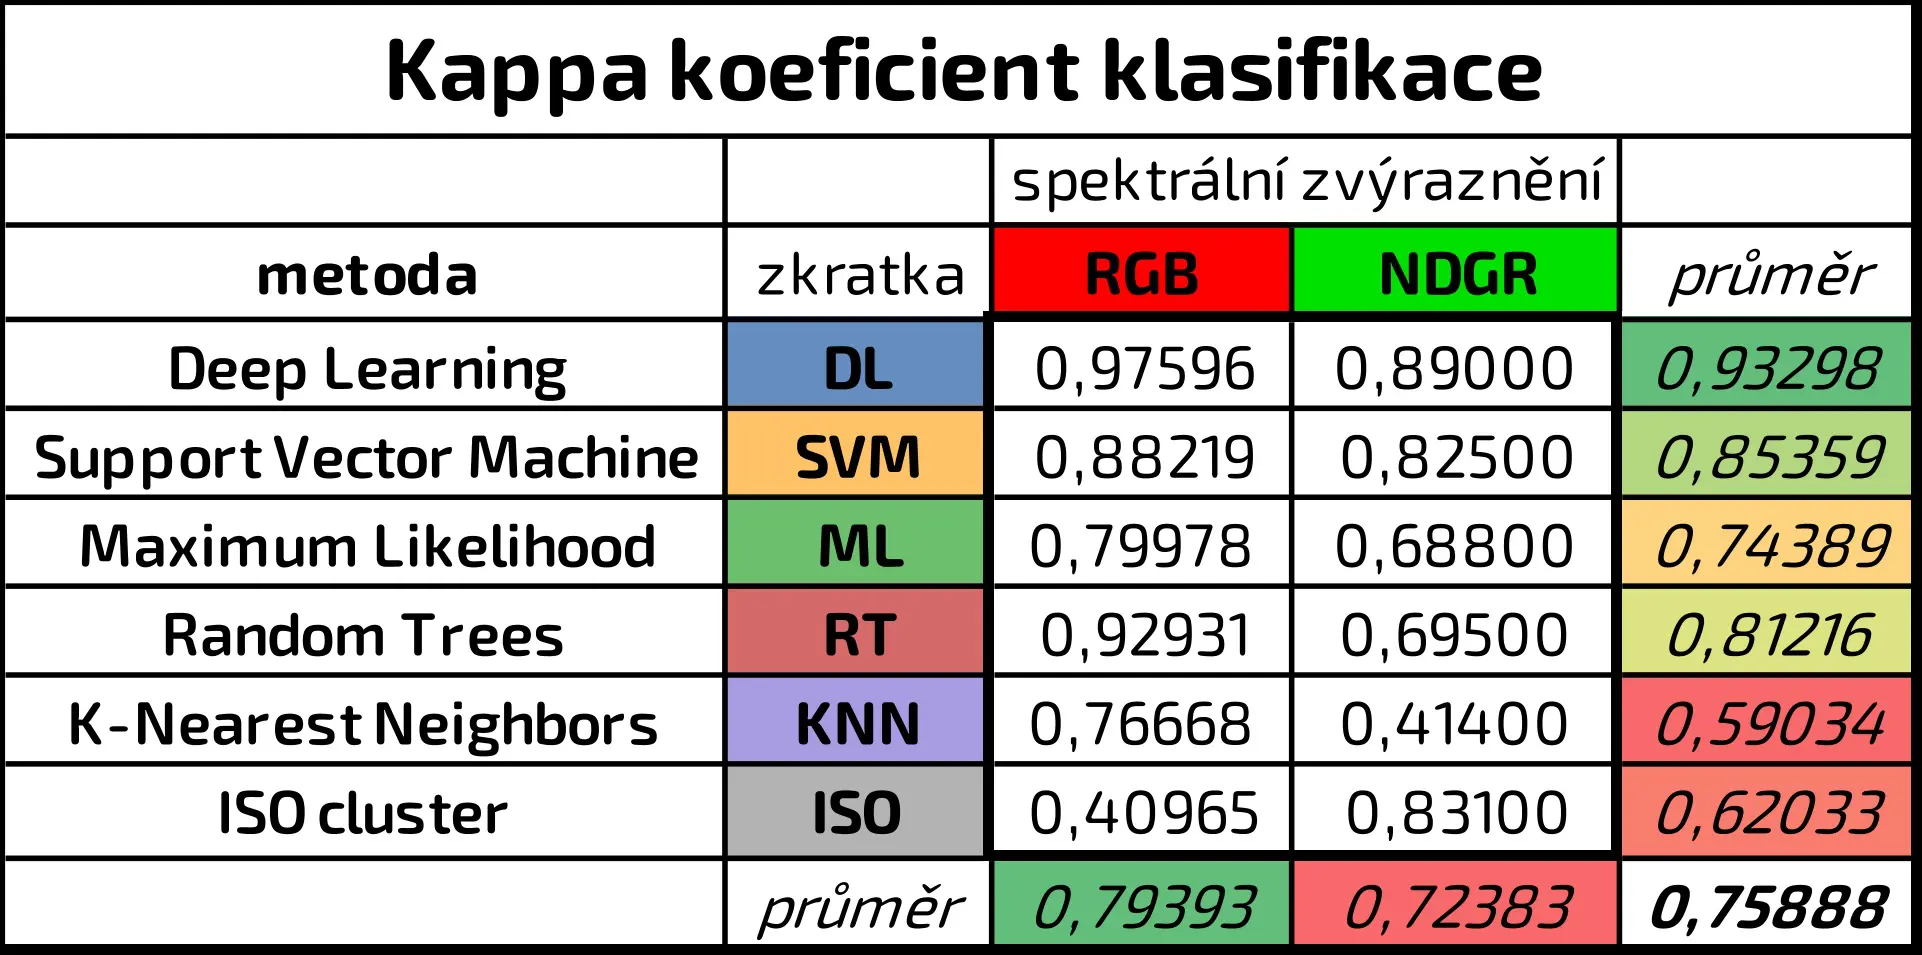 Kappa koeficient klasifikace
spektrální zvýraznění
metoda zkratka RGB NDGR průměr
Deep Learning DL 0,97596 0,89000 0,93298
Support Vector Machine SVM 0,88219 0,82500 0,85359
Maximum Likelihood ML 0,79978 0,68800 0,74389
Random Trees RT 0,92931 0,69500 0,81216
K-Nearest Neighbors KNN 0,76668 0,41400 0,59034
ISO cluster ISO 0,40965 0,83100 0,62033
průměr 0,79393 0,72383 0,75888